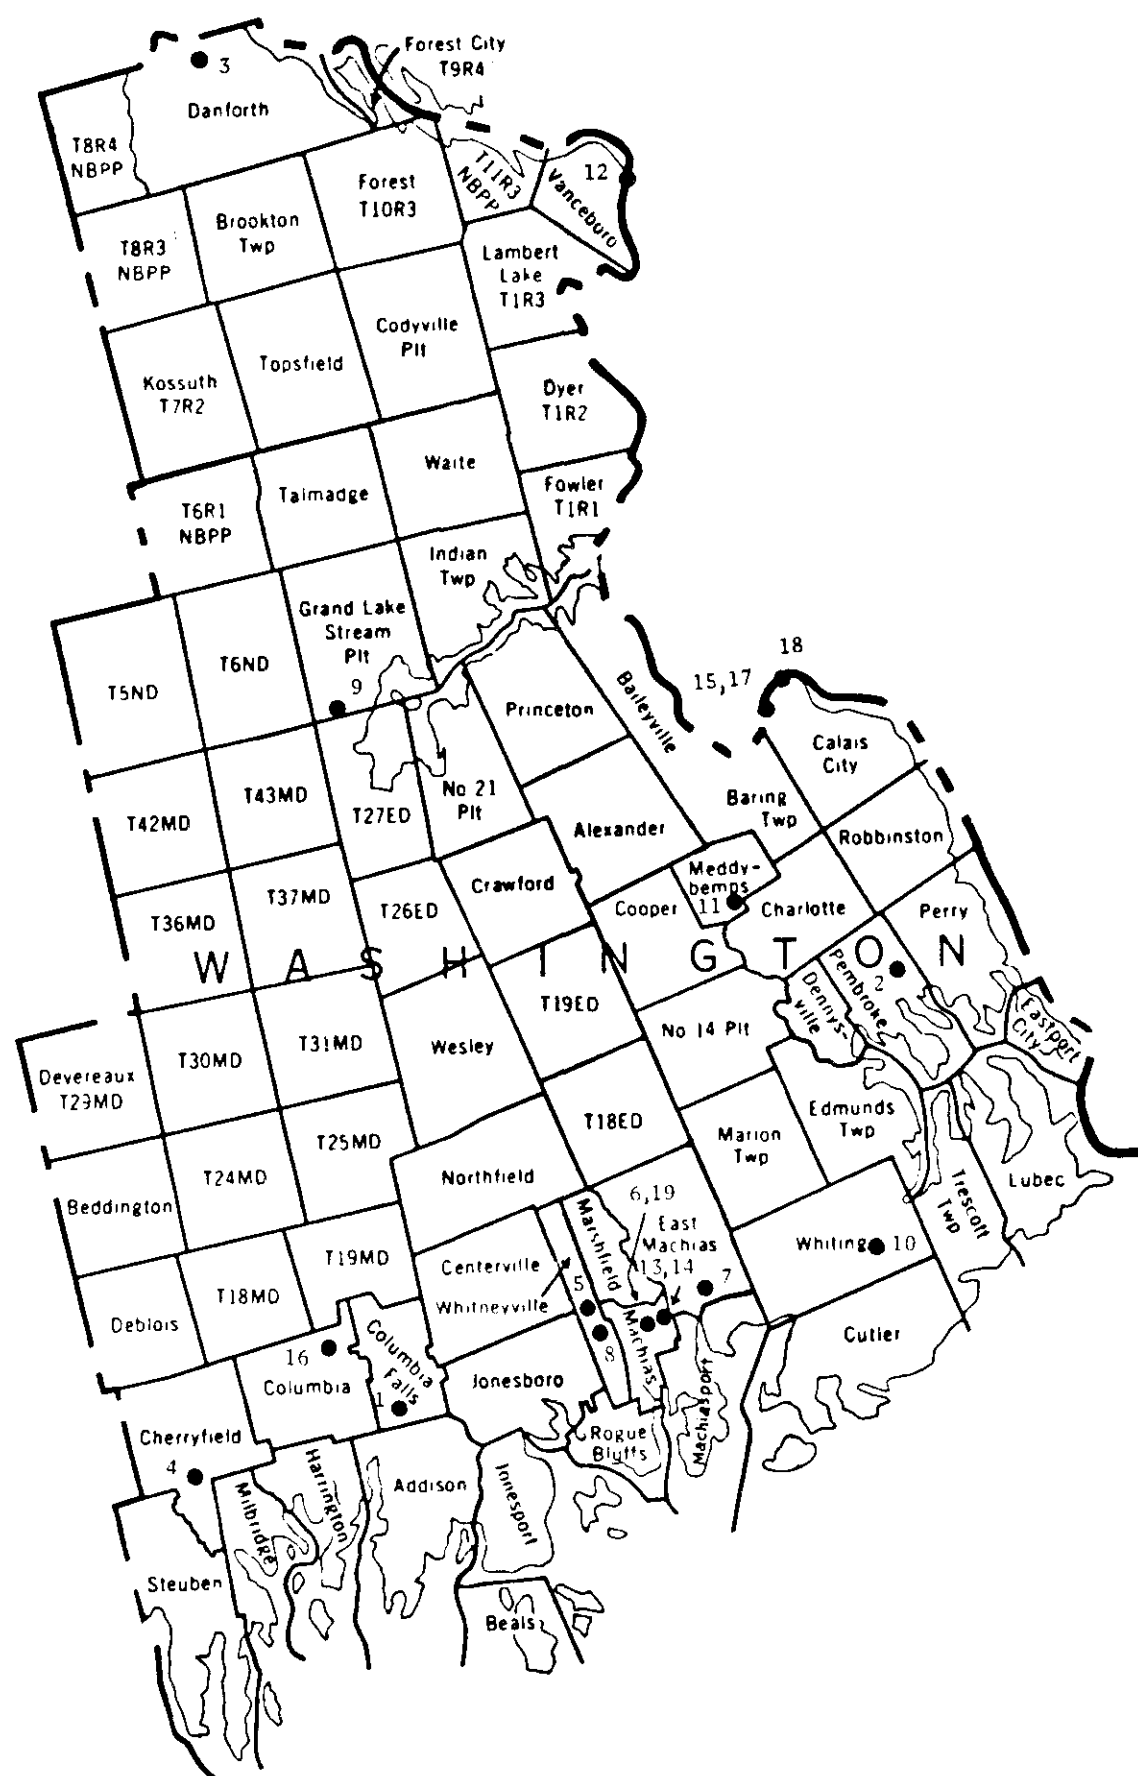 Forest City
T9R4
3
Danforth
T8R4
NBPP
T11R3
NBPP
12
Vanceboro
Forest
T10R3
Brookton
Twp
T8R3
NBPP
Lambert
Lake
T1R3
Codyville
Plt
Topsfield
Kossuth
T7R2
Dyer
T1R2
Waite
Talmadge
Fowler
T1R1
T6R1
NBPP
Indian
Twp
Grand Lake
Stream
Plt
T6ND
T5ND
9
18
15,17
Princeton
Baileyville
Calais
City
T43MD
No 21
Plt
T27ED
T42MD
Baring
Twp
Alexander
Robbinston
Meddy-
bemps
11
Crawford
T37MD
T26ED
T36MD
Cooper
Charlotte
Perry
WASHINGTON
2
Pembroke
Dennys-
ville
T19ED
No 14 Plt
Eastport
City
Wesley
T31MD
T30MD
Devereaux
T29MD
Edmunds
Twp
T18ED
Marion
Twp
T25MD
T24MD
Northfield
Beddington
Lubec
Trescott
Twp
6,19
Marshfield
East
Machias
Whiting
10
T19MD
Centerville
13,14
7
5
Whitneyville
T18MD
Deblois
Machias
Cutler
16
Columbia
Columbia
Falls
1
8
Jonesboro
Machiasport
Cherryfield
4
Rogue
Bluffs
Harrington
Addison
Jonesport
Milbridge
Steuben
Beals